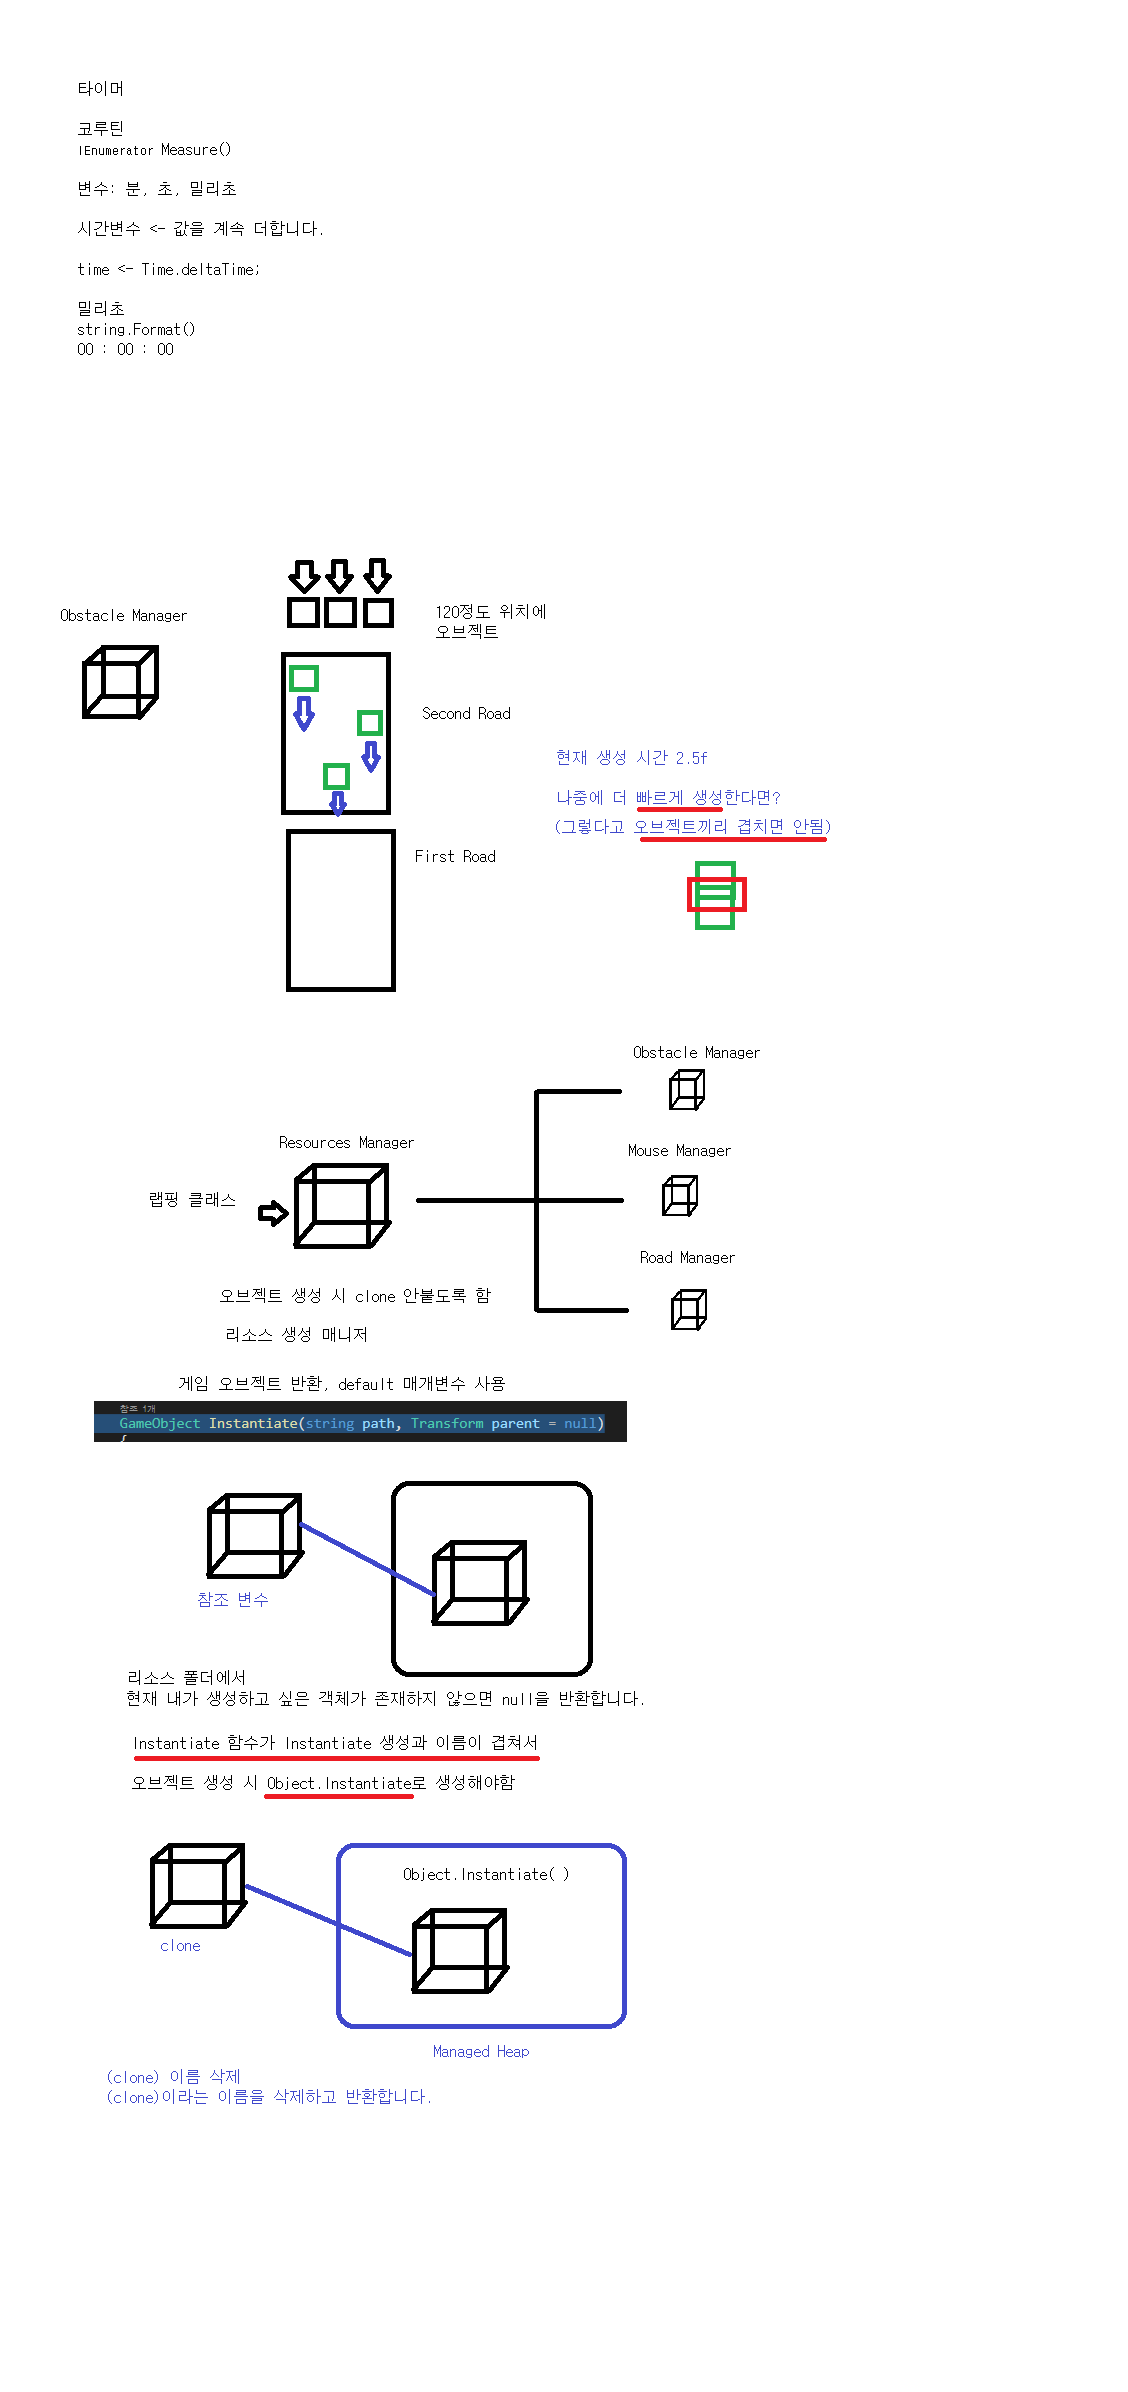 타이머
코루틴
IEnumerator Measure()
변수: 분, 초, 밀리초
시간변수 <- 값을 계속 더합니다.
time <- Time.deltaTime;
밀리초
string.Format()
00 : 00 : 00
Obstacle Manager
120정도 위치에
오브젝트
Second Road
현재 생성 시간 2.5f
나중에 더 빠르게 생성한다면?
(그렇다고 오브젝트끼리 겹치면 안됨)
First Road
Obstacle Manager
Resources Manager
Mouse Manager
랩핑 클래스
Road Manager
오브젝트 생성 시 clone 안붙도록 함
리소스 생성 매니저
게임 오브젝트 반환, default 매개변수 사용
참조 1개
GameObject Instantiate(string path, Transform parent = null)
{
참조 변수
리소스 폴더에서
현재 내가 생성하고 싶은 객체가 존재하지 않으면 null을 반환합니다.
Instantiate 함수가 Instantiate 생성과 이름이 겹쳐서
오브젝트 생성 시 Object.Instantiate로 생성해야함
Object.Instantiate( )
clone
Managed Heap
(clone) 이름 삭제
(clone)이라는 이름을 삭제하고 반환합니다.